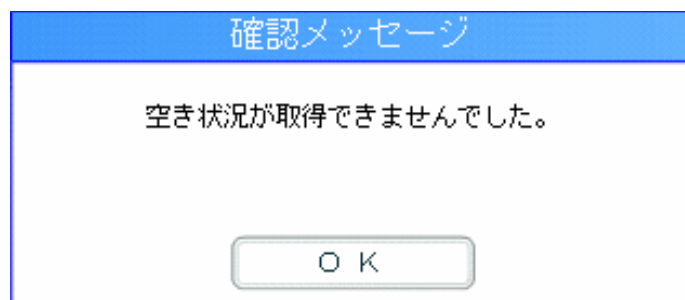 確認メッセージ
空き状況が取得できませんでした。
ＯＫ